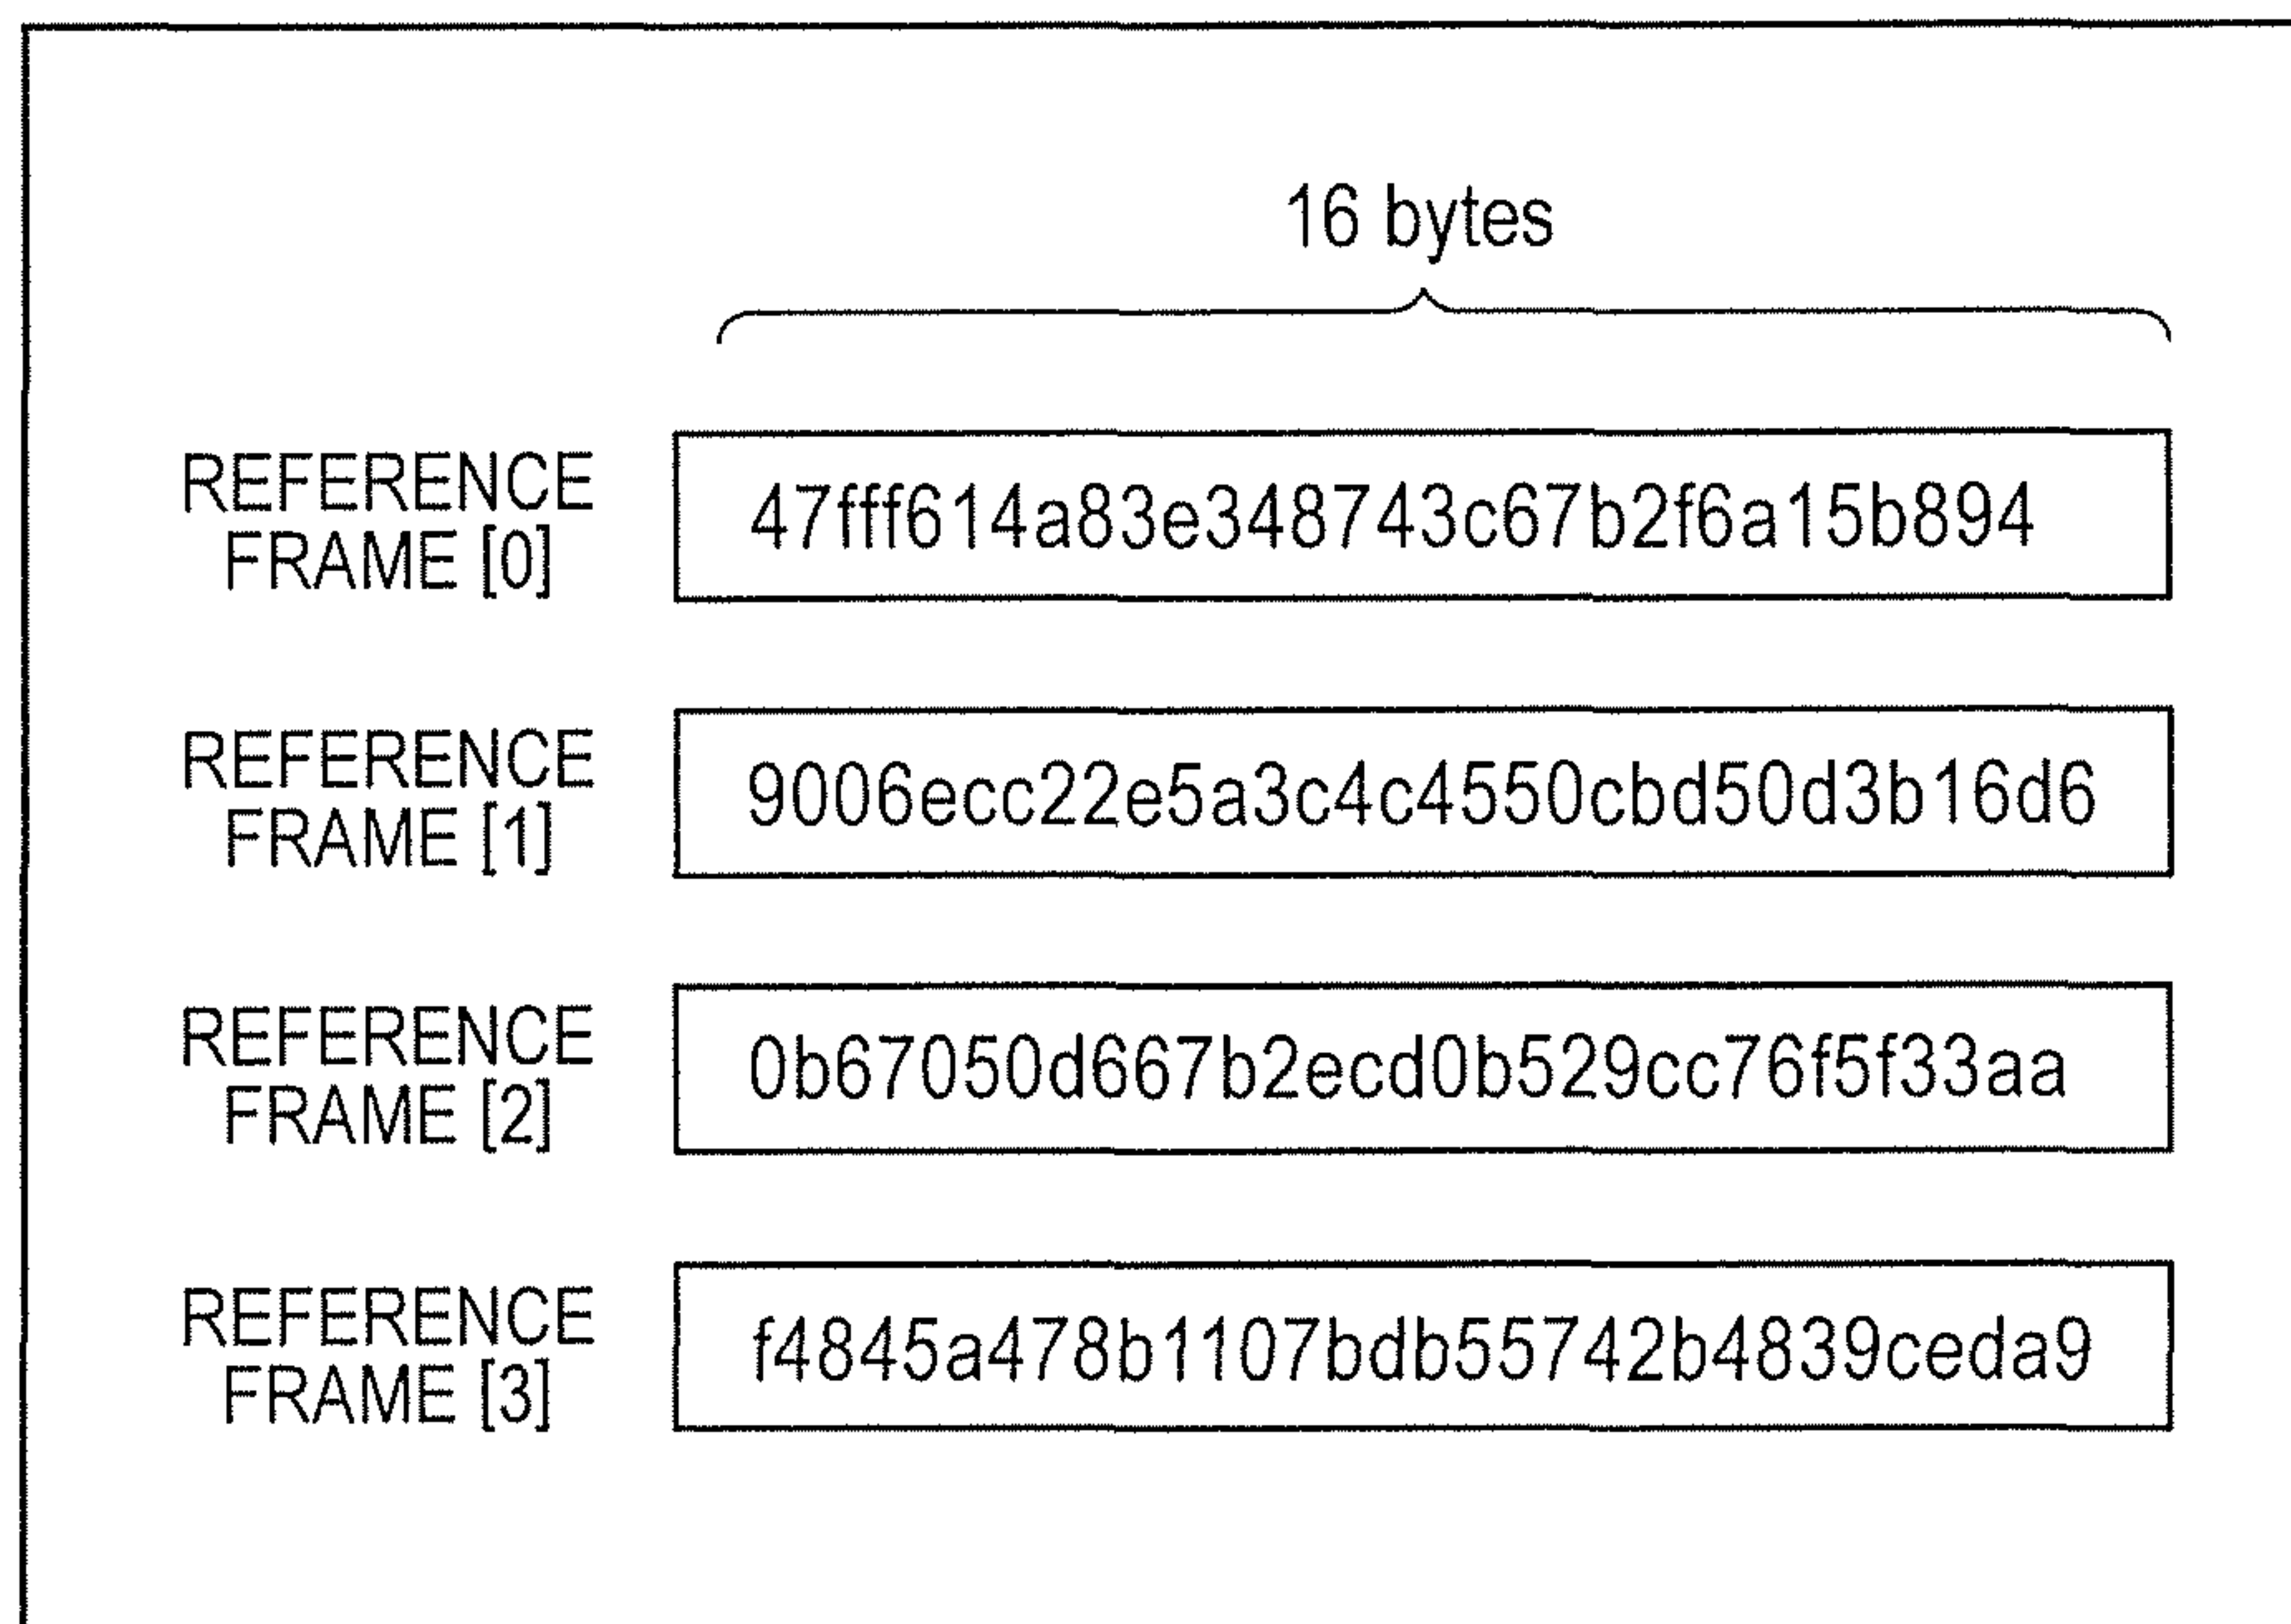 16 bytes
REFERENCE
FRAME [0]
47fff614a83e348743c67b2f6a15b894
REFERENCE
FRAME [1]
9006ecc22e5a3c4c4550cbd50d3b16d6
REFERENCE
FRAME [2]
0b67050d667b2ecd0b529cc76f5f33aa
REFERENCE
FRAME [3]
f4845a478b1107bdb55742b4839ceda9